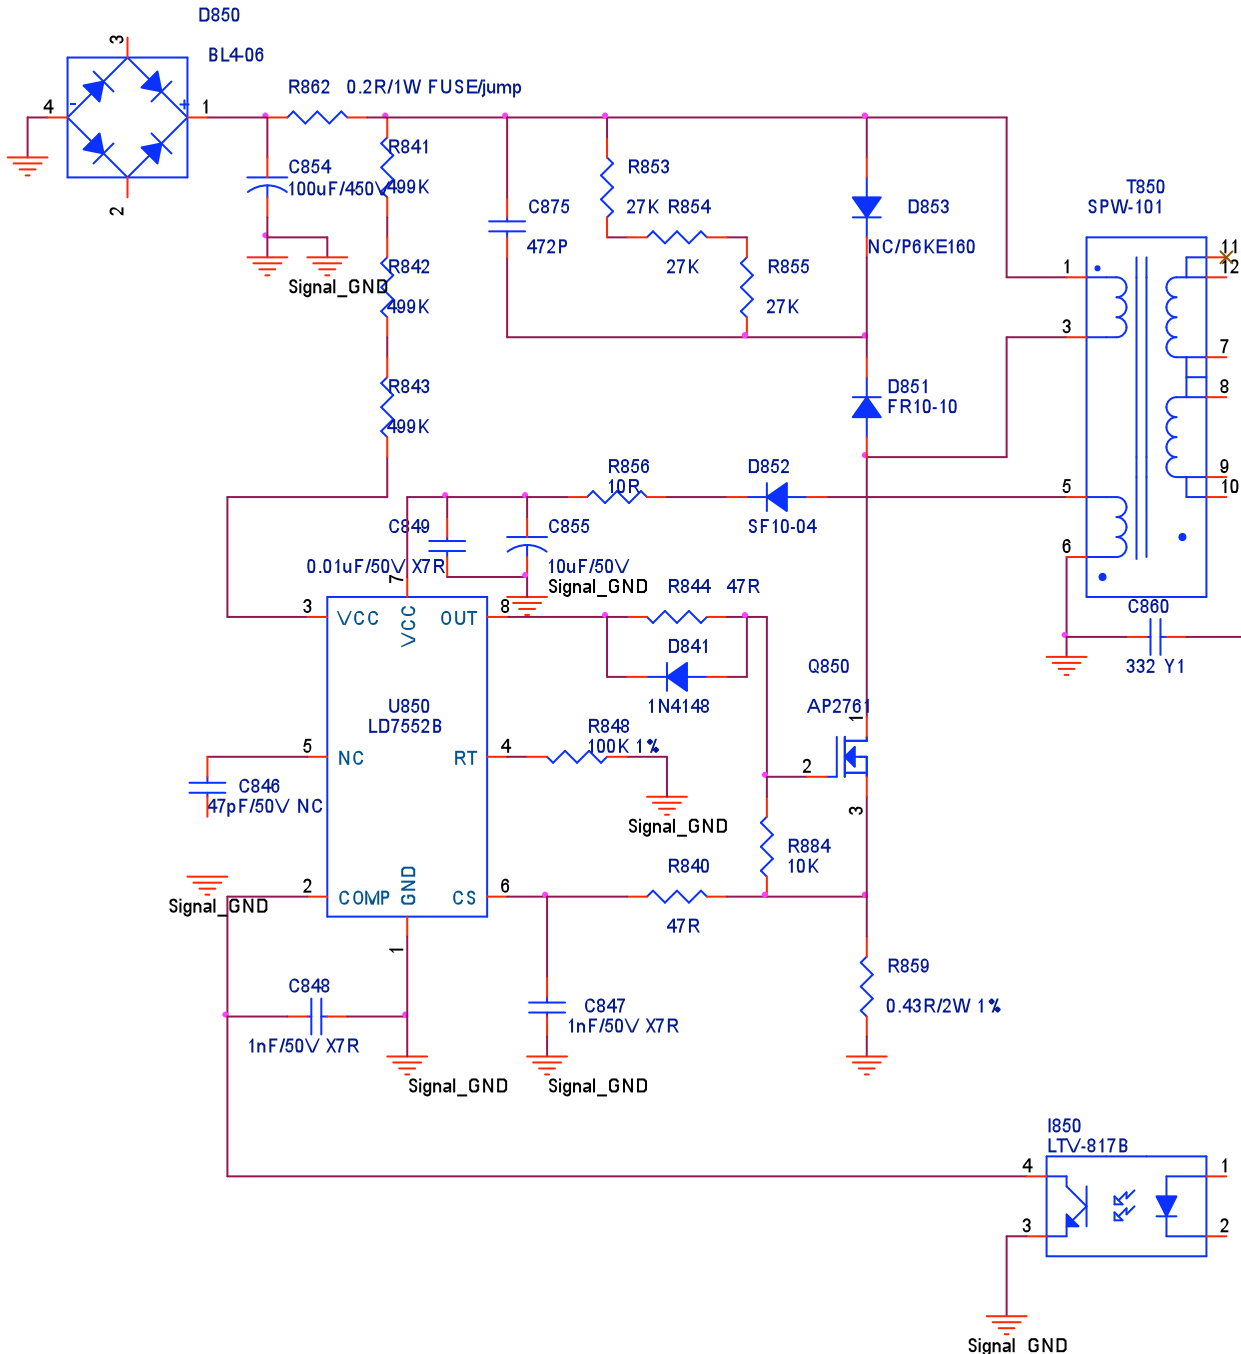 D850
BL4-06
3
4
-
+
1
2
R862 0.2R/1W FUSE/jump
R841
499K
C854
100uF/450V
Signal_GND
R842
499K
R843
499K
C875
472P
R853
27K
R854
27K
R855
27K
D853
NC/P6KE160
D851
FR10-10
T850
SPW-101
1
3
5
6
11
12
7
8
9
10
R856
10R
D852
SF10-04
C849
0.01uF/50V X7R
C855
10uF/50V
Signal_GND
7
3
VCC
VCC
OUT
8
U850
LD7552B
5
NC
RT
4
2
COMP
GND
CS
6
1
R844 47R
D841
1N4148
R848
100K 1%
Signal_GND
C846
47pF/50V NC
Signal_GND
Q850
AP2761
1
2
3
R884
10K
R840
47R
R859
0.43R/2W 1%
C860
332 Y1
C848
1nF/50V X7R
Signal_GND
C847
1nF/50V X7R
Signal_GND
I850
LTV-817B
4
3
1
2
Signal_GND